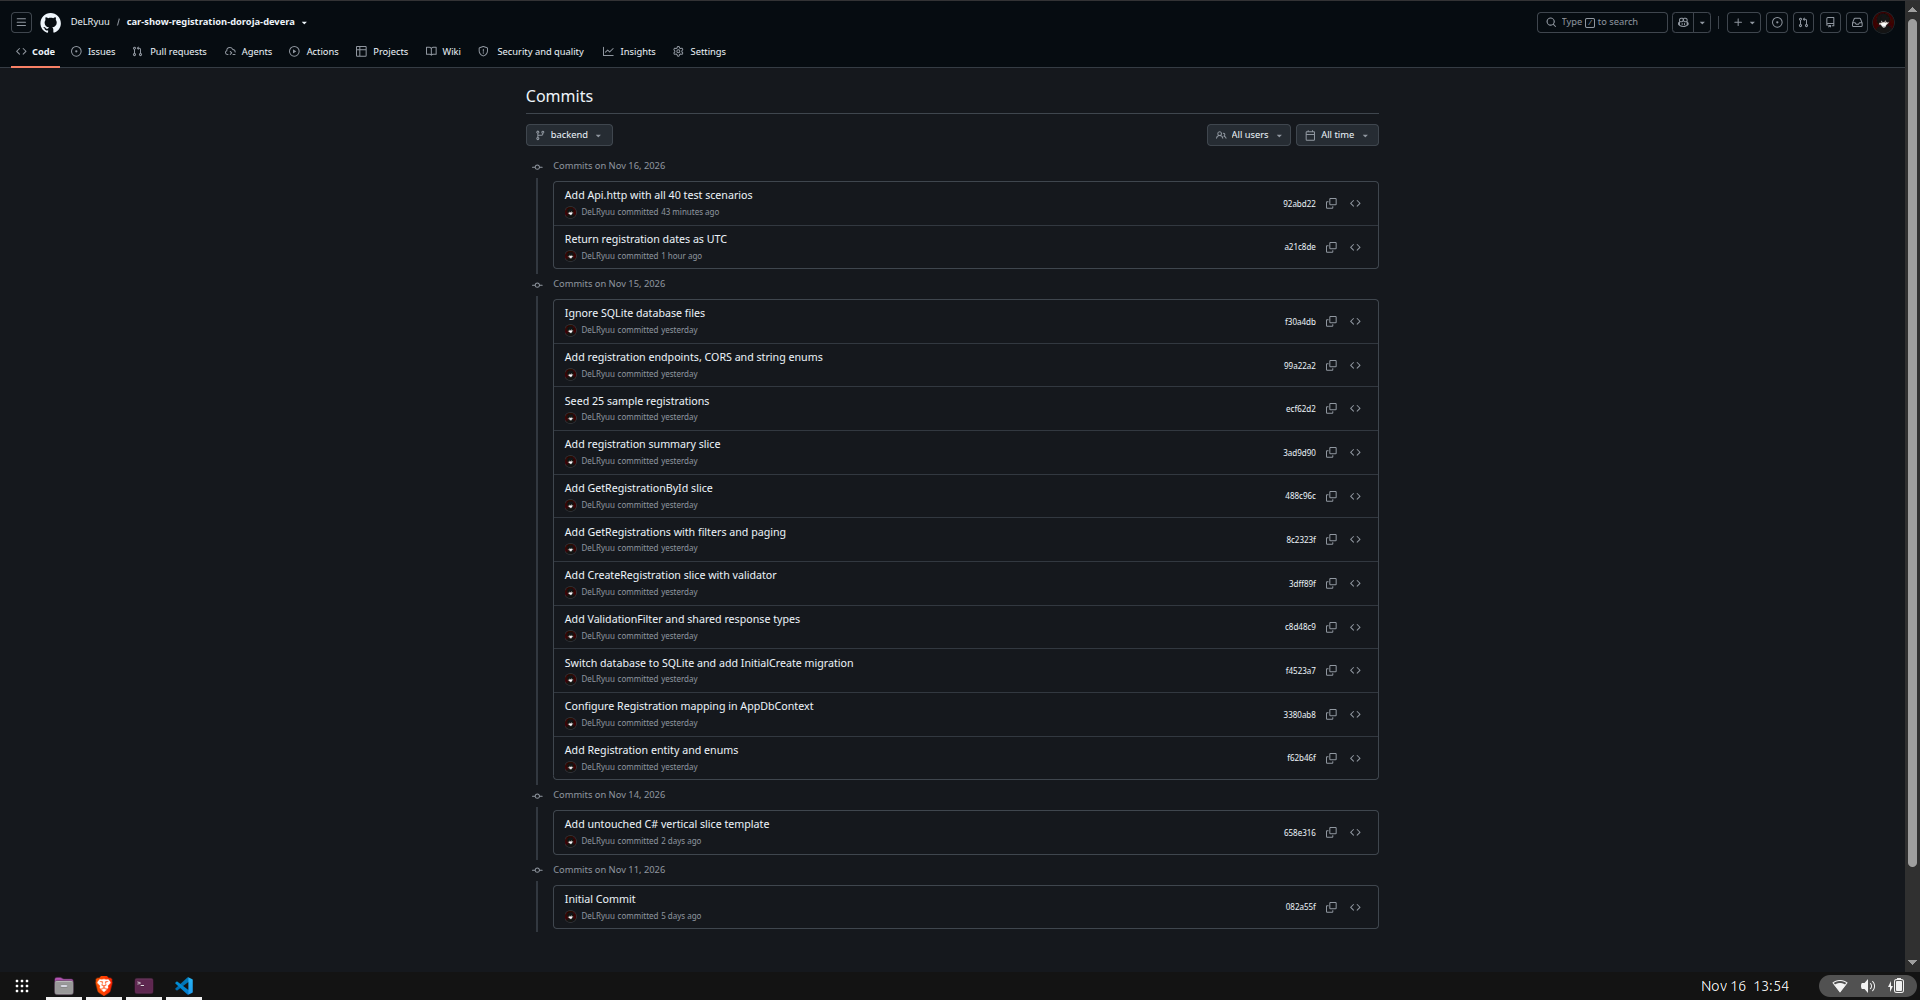 DeLRyuu / car-show-registration-doroja-devera
Type / to search
Code Issues Pull requests Agents Actions Projects Wiki Security and quality Insights Settings
Commits
backend All users All time
Commits on Nov 16, 2026
Add Api.http with all 40 test scenarios
DeLRyuu committed 43 minutes ago
92abd22
Return registration dates as UTC
DeLRyuu committed 1 hour ago
a21c8de
Commits on Nov 15, 2026
Ignore SQLite database files
DeLRyuu committed yesterday
f30a4db
Add registration endpoints, CORS and string enums
DeLRyuu committed yesterday
99a22a2
Seed 25 sample registrations
DeLRyuu committed yesterday
ecf62d2
Add registration summary slice
DeLRyuu committed yesterday
3ad9d90
Add GetRegistrationById slice
DeLRyuu committed yesterday
488c96c
Add GetRegistrations with filters and paging
DeLRyuu committed yesterday
8c2323f
Add CreateRegistration slice with validator
DeLRyuu committed yesterday
3dff89f
Add ValidationFilter and shared response types
DeLRyuu committed yesterday
c8d48c9
Switch database to SQLite and add InitialCreate migration
DeLRyuu committed yesterday
f4523a7
Configure Registration mapping in AppDbContext
DeLRyuu committed yesterday
3380ab8
Add Registration entity and enums
DeLRyuu committed yesterday
f62b46f
Commits on Nov 14, 2026
Add untouched C# vertical slice template
DeLRyuu committed 2 days ago
658e316
Commits on Nov 11, 2026
Initial Commit
DeLRyuu committed 5 days ago
082a55f
Nov 16 13:54